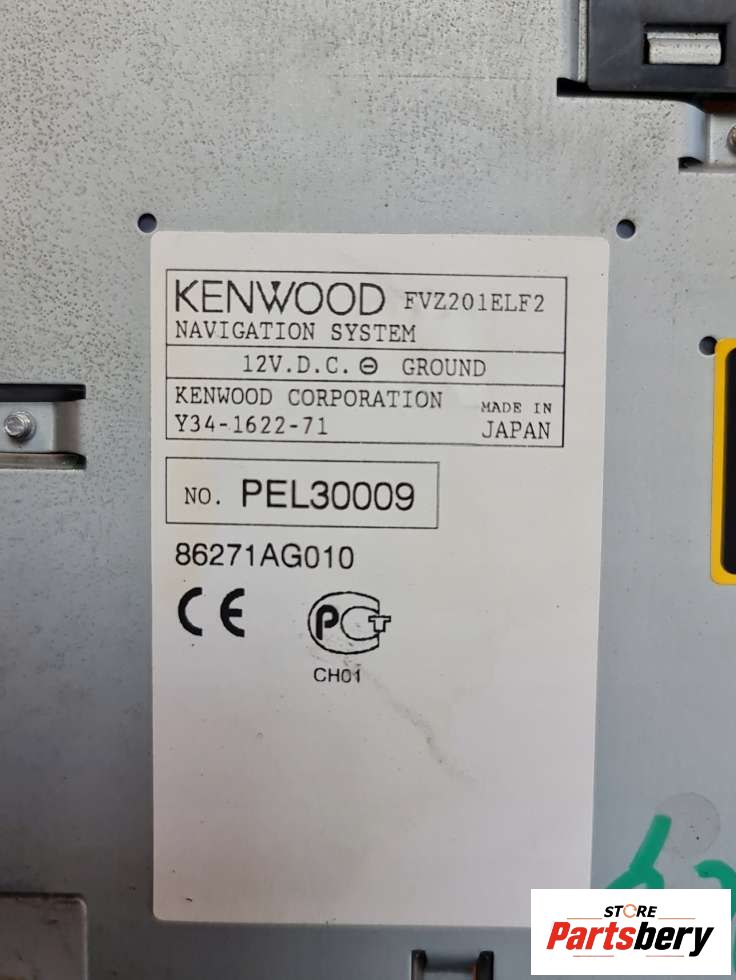 KENWOOD FVZ201ELF2
NAVIGATION SYSTEM
12V.D.C. ⊖ GROUND
KENWOOD CORPORATION
Y34-1622-71
MADE IN
JAPAN
NO. PEL30009
86271AG010
CE
PCT
CH01
STORE
Partsbery